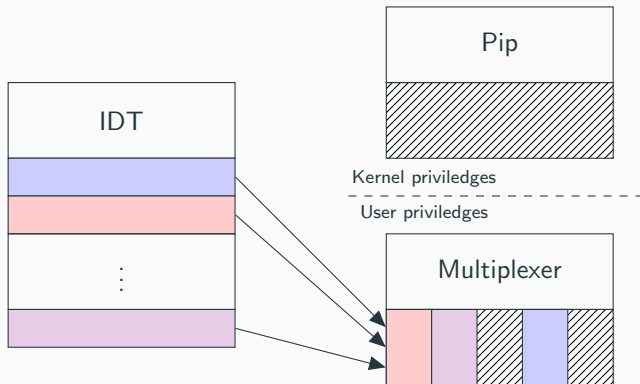 Pip
IDT
Kernel priviledges
User priviledges
Multiplexer